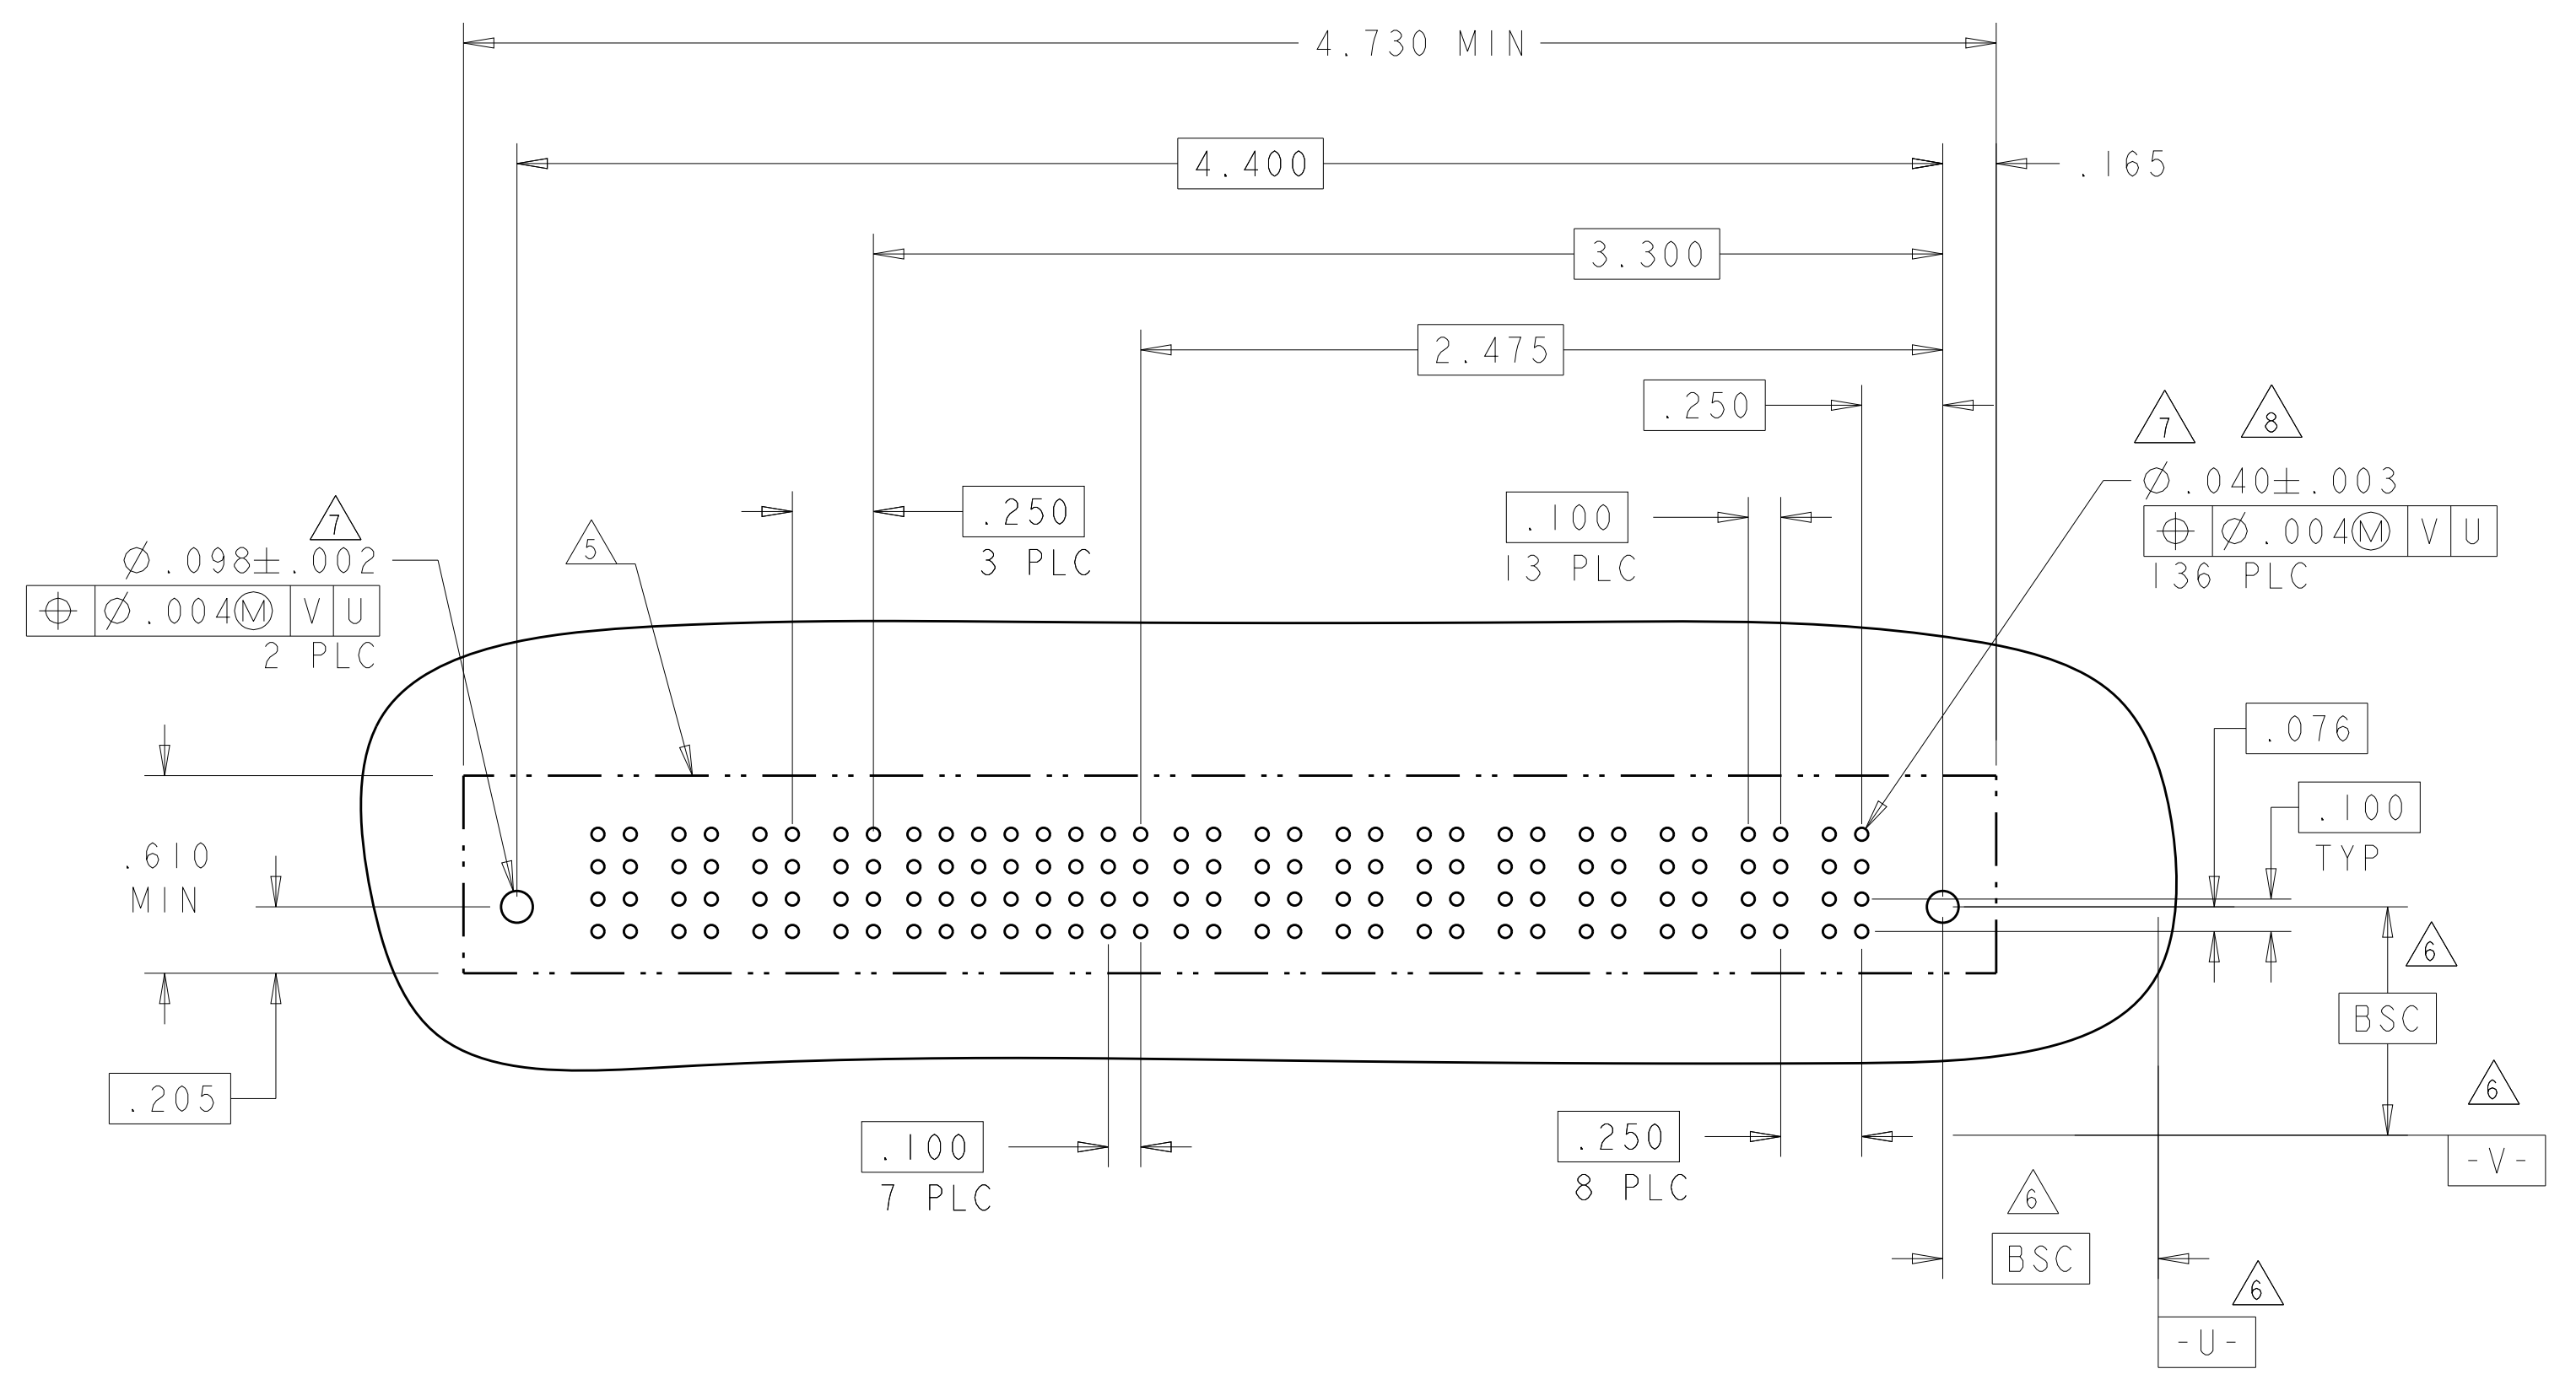 4.730 MIN
4.400
.165
3.300
2.475
.250
7 8
Ø.040±.003
⌖ Ø.004Ⓜ V U
136 PLC
.250
3 PLC
.100
13 PLC
7
Ø.098±.002
⌖ Ø.004Ⓜ V U
2 PLC
5
.076
.100
TYP
.610
MIN
6
BSC
.205
6
-V-
.100
7 PLC
.250
8 PLC
6
BSC
6
-U-